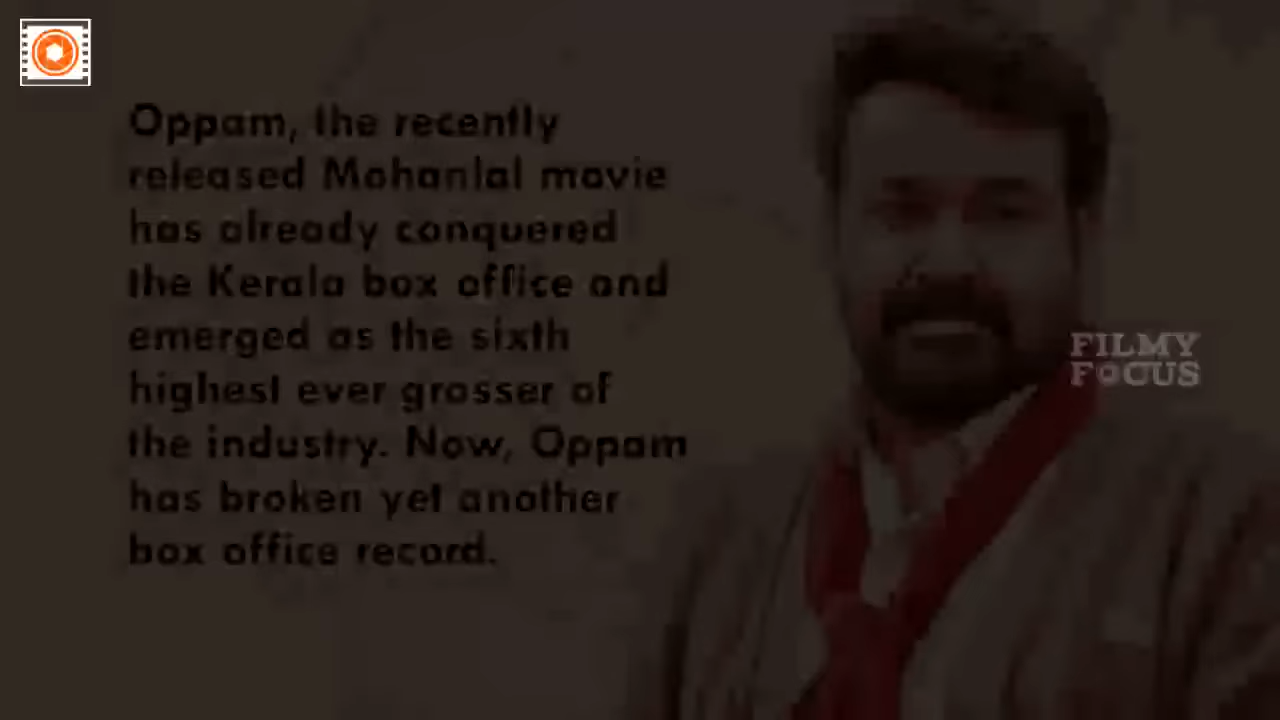 Oppam, the recently
released Mohanlal movie
has already conquered
the Kerala box office and
emerged as the sixth
highest ever grosser of
the industry. Now, Oppam
has broken yet another
box office record.
FILMY
FOCUS